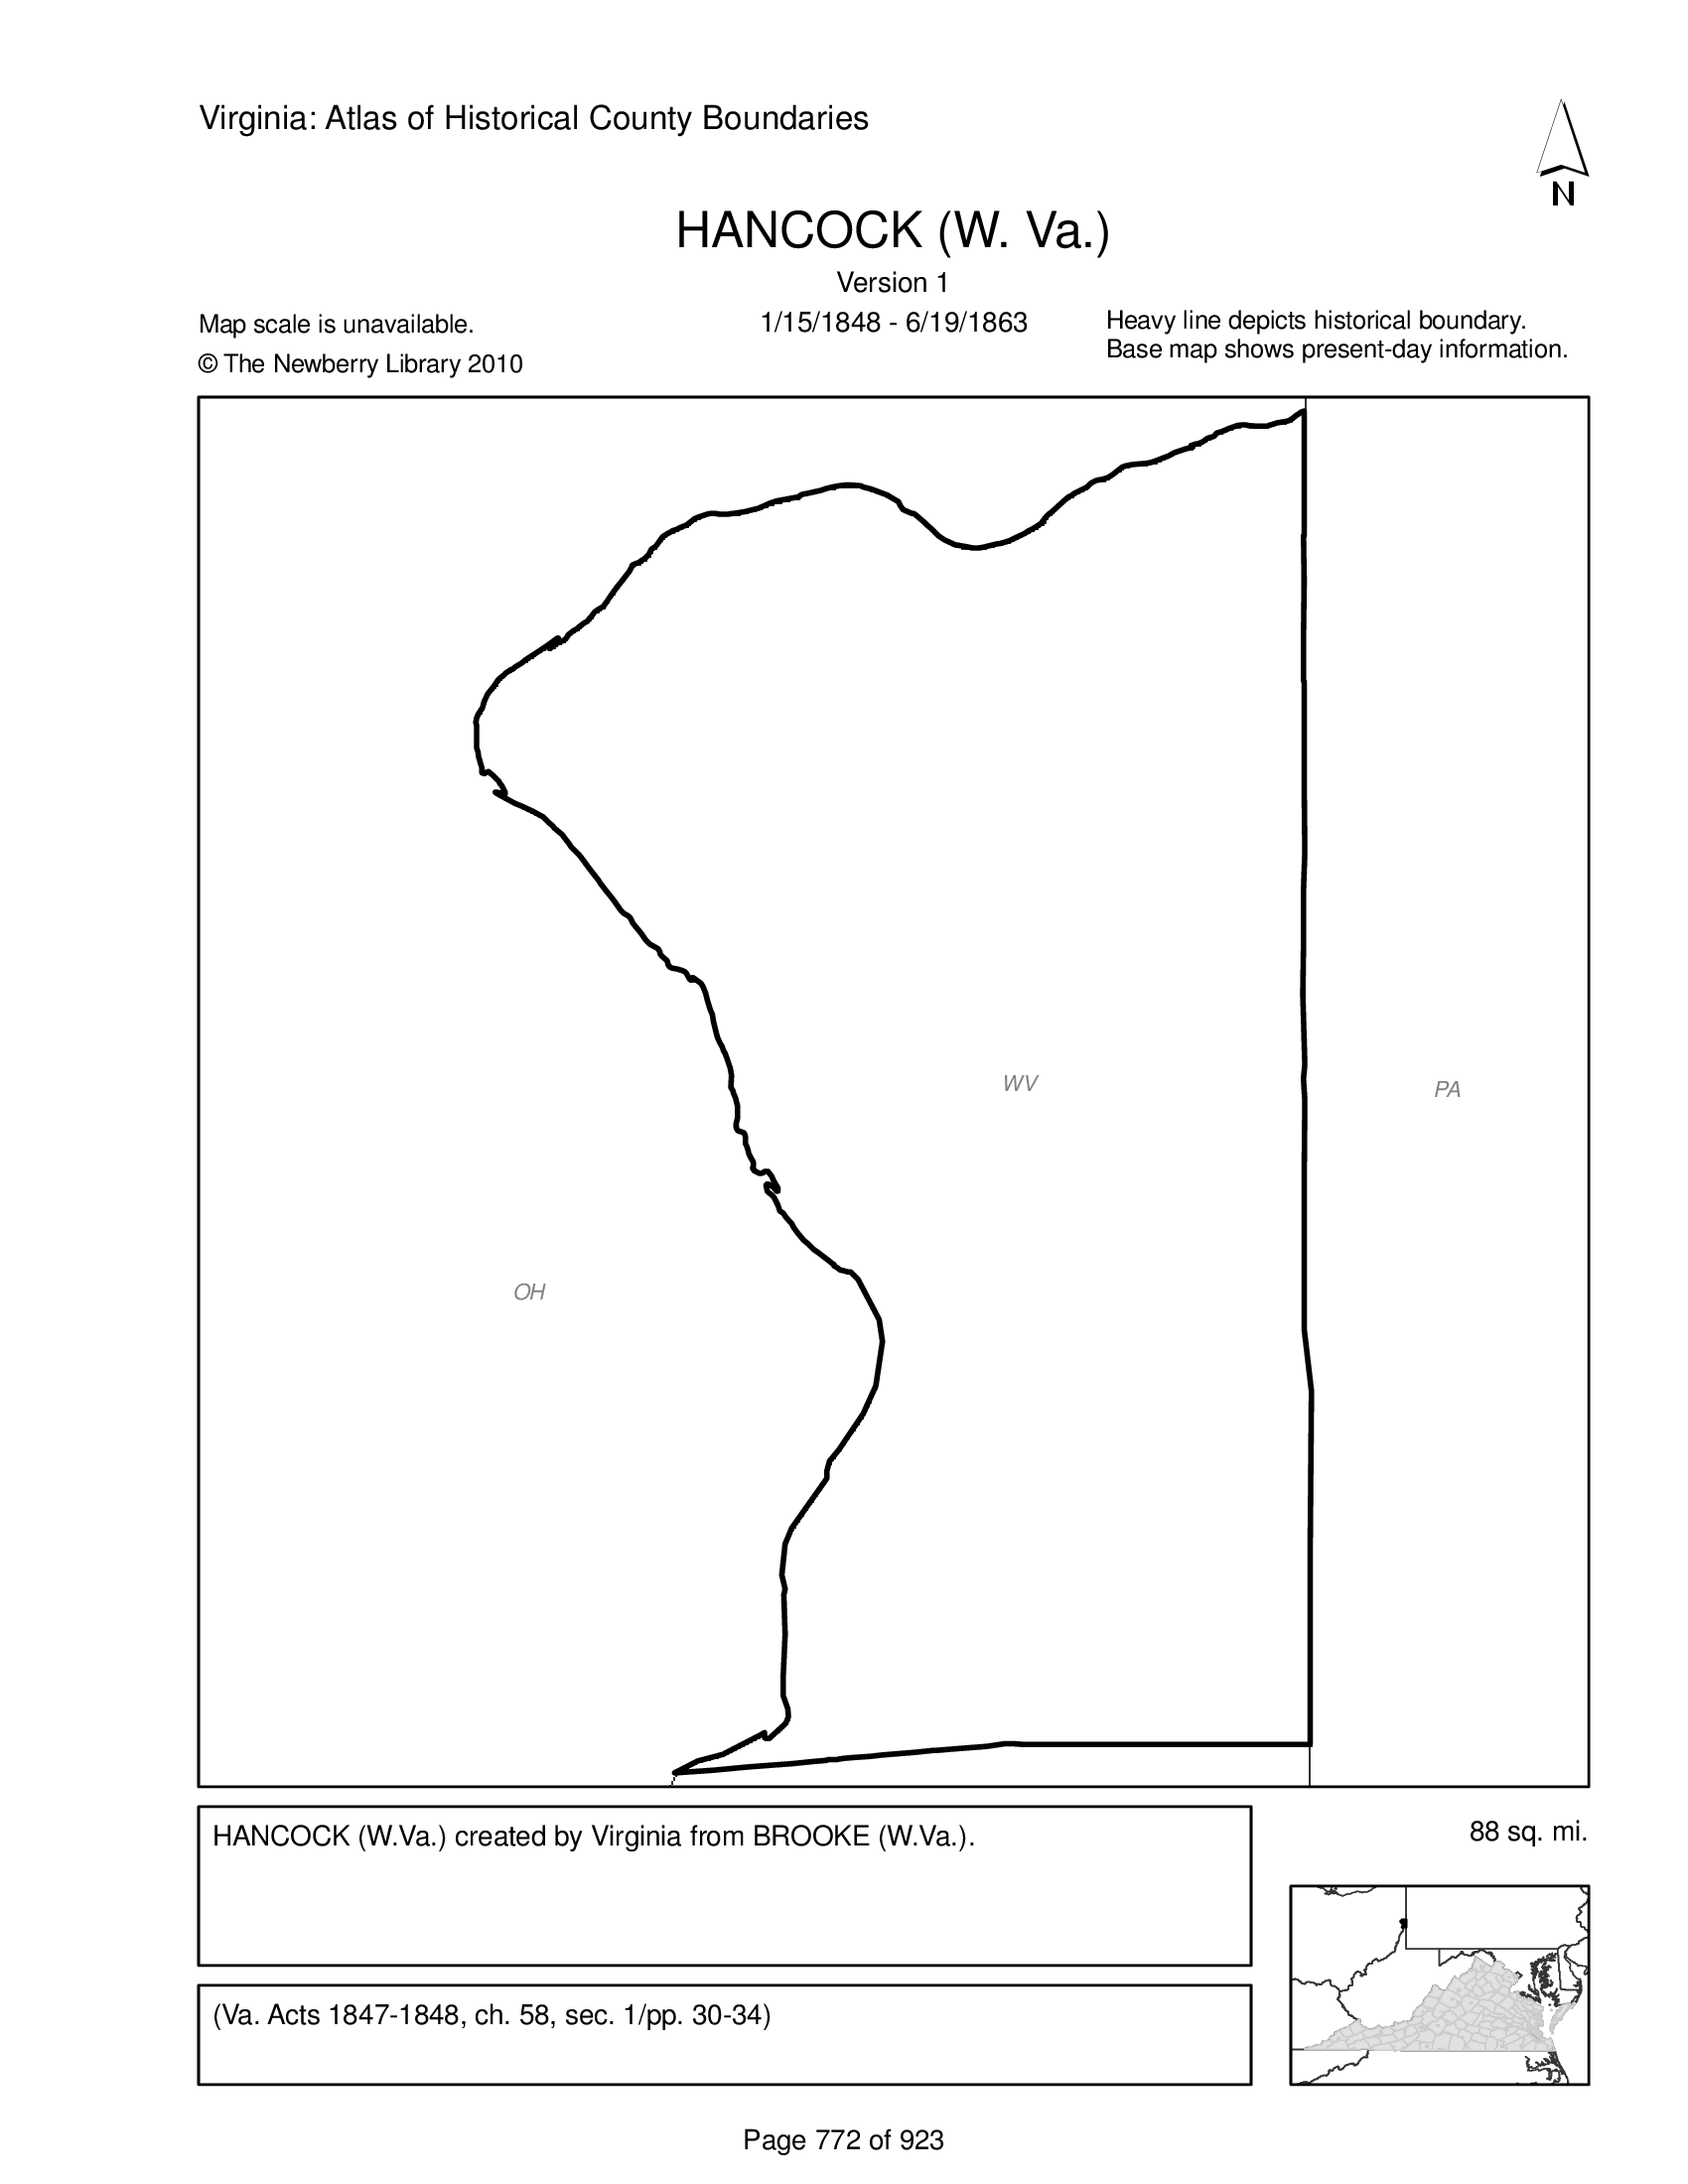 Virginia: Atlas of Historical County Boundaries
N
HANCOCK (W. Va.)
Version 1
1/15/1848 - 6/19/1863
Map scale is unavailable.
© The Newberry Library 2010
Heavy line depicts historical boundary.
Base map shows present-day information.
WV
PA
OH
HANCOCK (W.Va.) created by Virginia from BROOKE (W.Va.).
88 sq. mi.
(Va. Acts 1847-1848, ch. 58, sec. 1/pp. 30-34)
Page 772 of 923